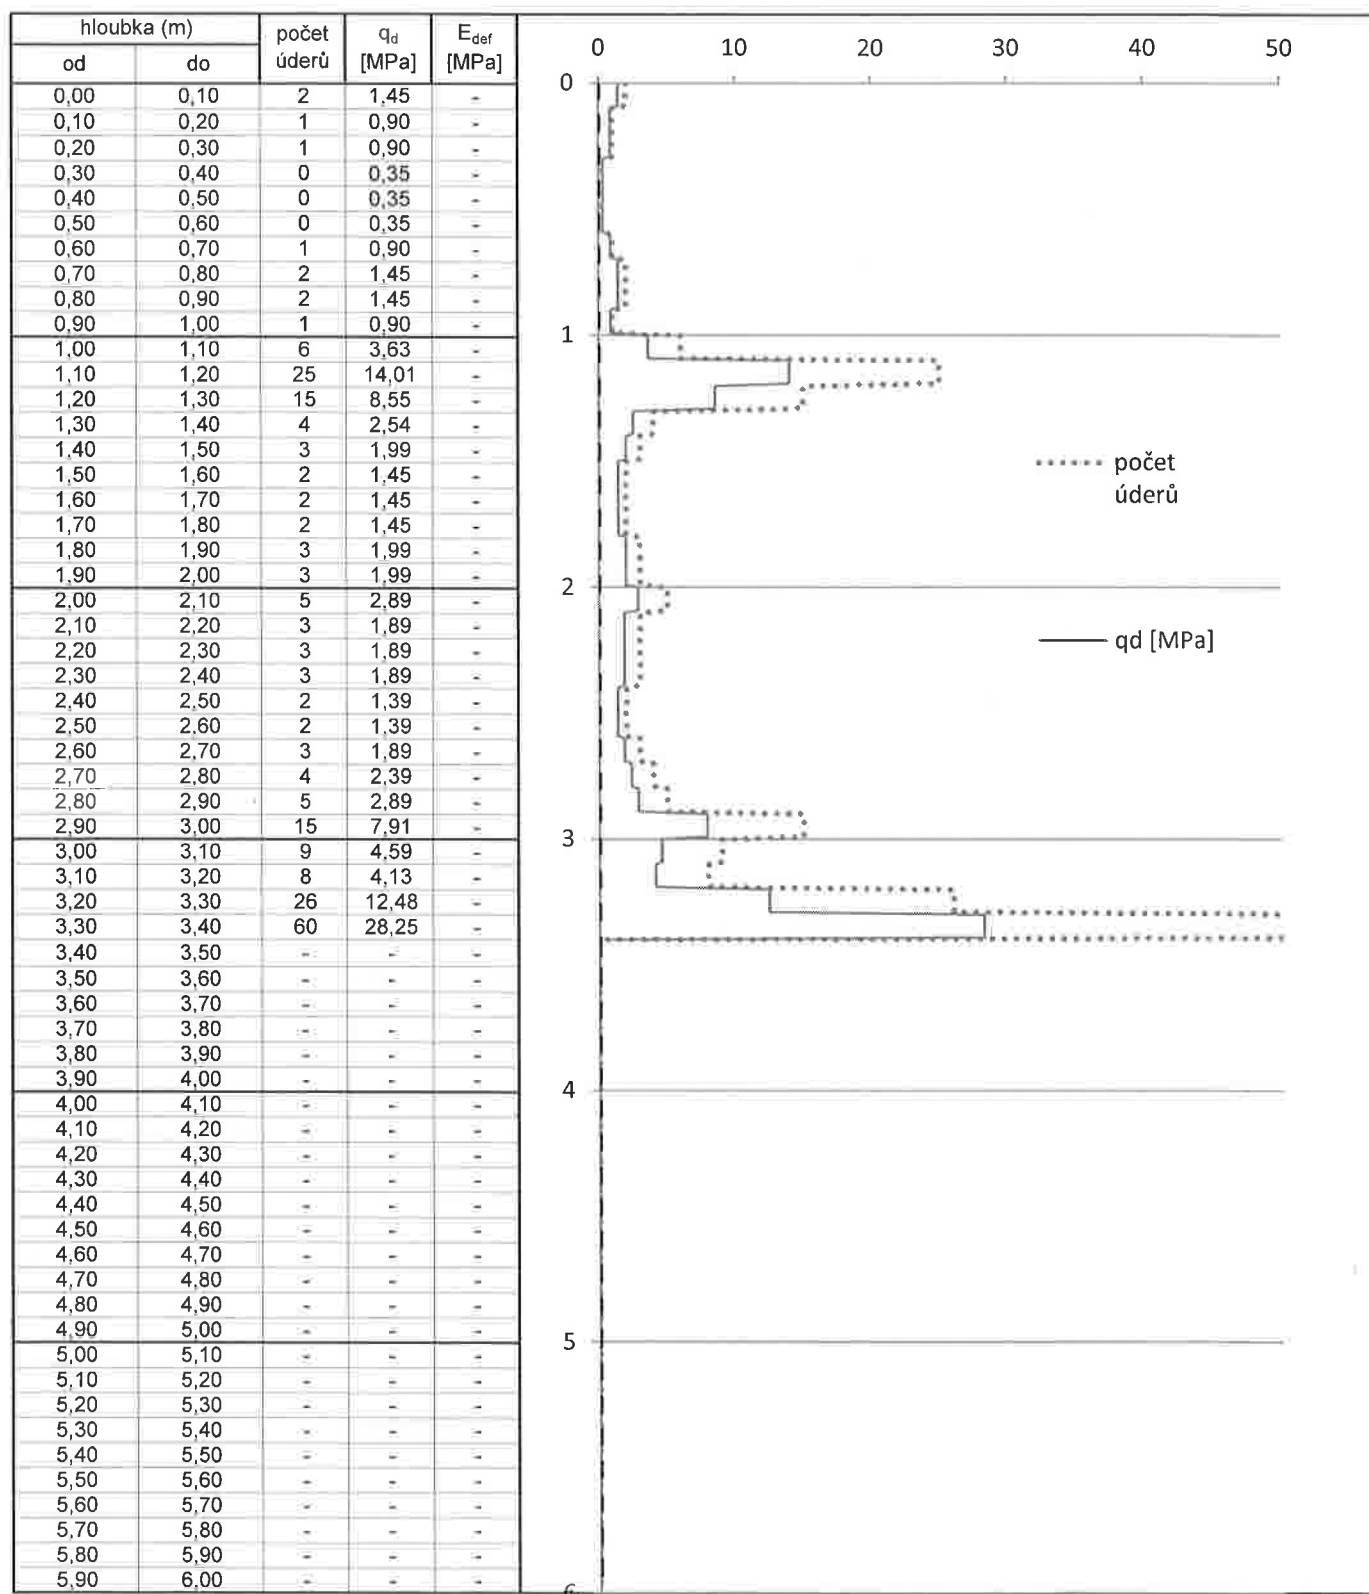 hloubka (m) počet úderů qd [MPa] Edef [MPa]
od do
0,00 0,10 2 1,45 -
0,10 0,20 1 0,90 -
0,20 0,30 1 0,90 -
0,30 0,40 0 0,35 -
0,40 0,50 0 0,35 -
0,50 0,60 0 0,35 -
0,60 0,70 1 0,90 -
0,70 0,80 2 1,45 -
0,80 0,90 2 1,45 -
0,90 1,00 1 0,90 -
1,00 1,10 6 3,63 -
1,10 1,20 25 14,01 -
1,20 1,30 15 8,55 -
1,30 1,40 4 2,54 -
1,40 1,50 3 1,99 -
1,50 1,60 2 1,45 -
1,60 1,70 2 1,45 -
1,70 1,80 2 1,45 -
1,80 1,90 3 1,99 -
1,90 2,00 3 1,99 -
2,00 2,10 5 2,89 -
2,10 2,20 3 1,89 -
2,20 2,30 3 1,89 -
2,30 2,40 3 1,89 -
2,40 2,50 2 1,39 -
2,50 2,60 2 1,39 -
2,60 2,70 3 1,89 -
2,70 2,80 4 2,39 -
2,80 2,90 5 2,89 -
2,90 3,00 15 7,91 -
3,00 3,10 9 4,59 -
3,10 3,20 8 4,13 -
3,20 3,30 26 12,48 -
3,30 3,40 60 28,25 -
3,40 3,50 - - -
3,50 3,60 - - -
3,60 3,70 - - -
3,70 3,80 - - -
3,80 3,90 - - -
3,90 4,00 - - -
4,00 4,10 - - -
4,10 4,20 - - -
4,20 4,30 - - -
4,30 4,40 - - -
4,40 4,50 - - -
4,50 4,60 - - -
4,60 4,70 - - -
4,70 4,80 - - -
4,80 4,90 - - -
4,90 5,00 - - -
5,00 5,10 - - -
5,10 5,20 - - -
5,20 5,30 - - -
5,30 5,40 - - -
5,40 5,50 - - -
5,50 5,60 - - -
5,60 5,70 - - -
5,70 5,80 - - -
5,80 5,90 - - -
5,90 6,00 - - -
0 10 20 30 40 50
0
1
počet
úderů
2
qd [MPa]
3
4
5
6